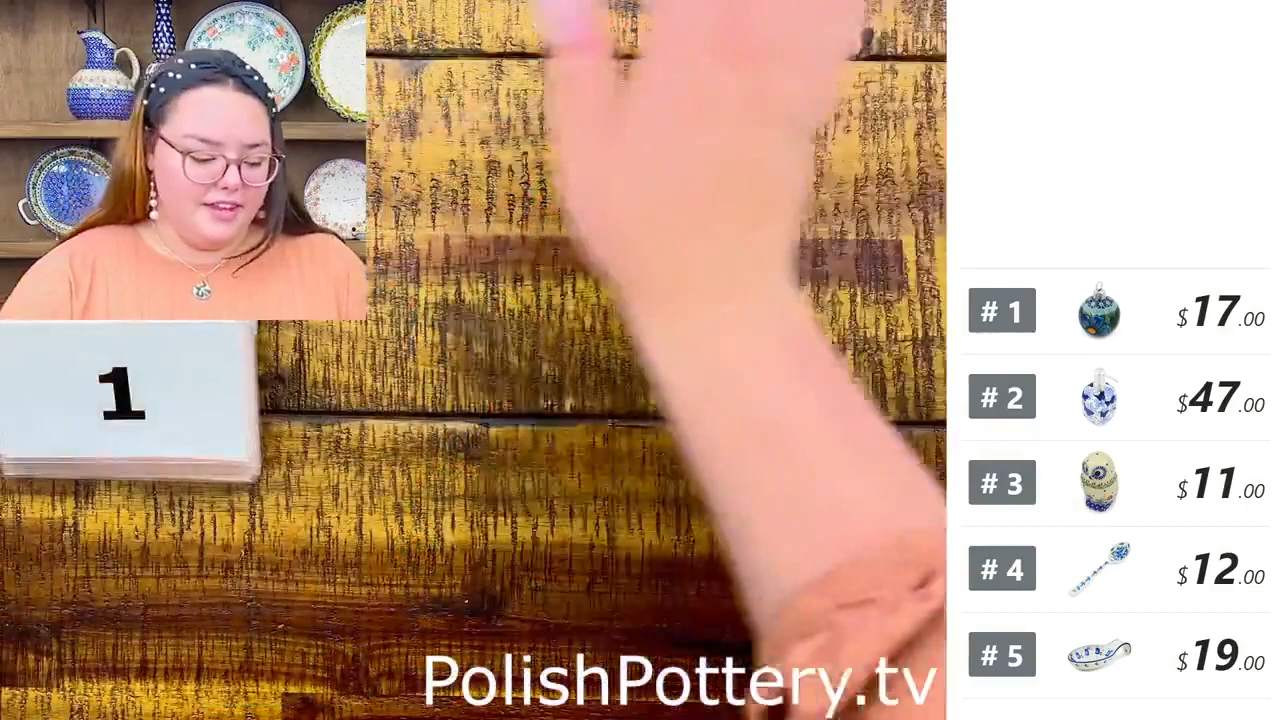 1
# 1 $17.00
# 2 $47.00
# 3 $11.00
# 4 $12.00
# 5 $19.00
PolishPottery.tv